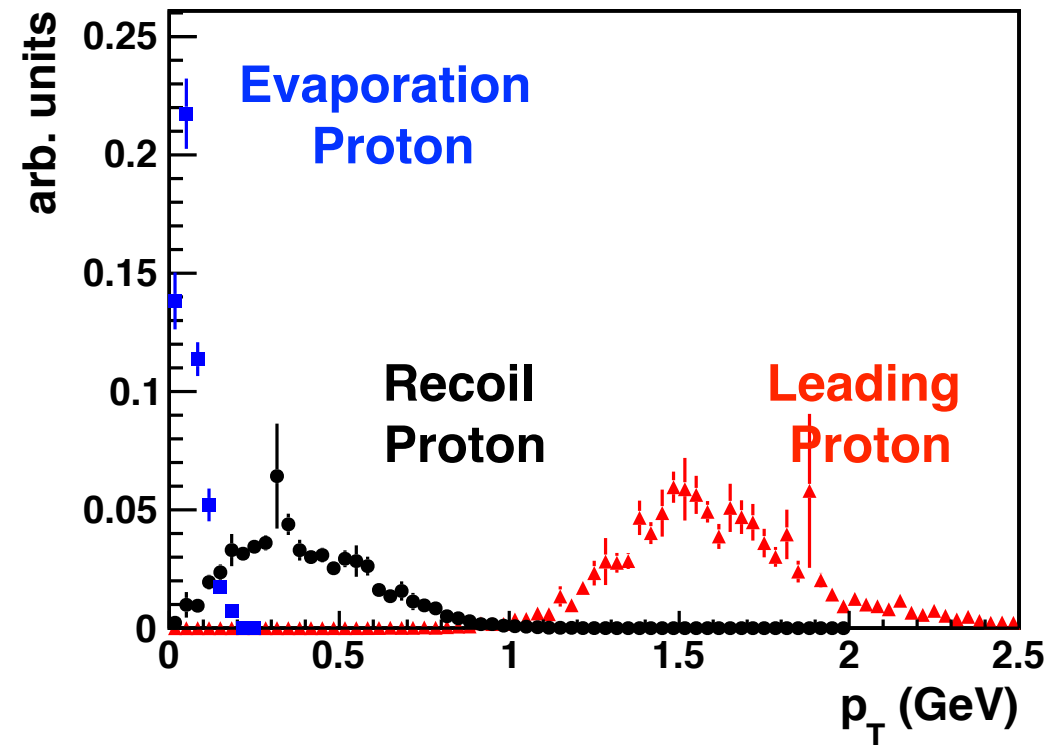 arb. units
0.25
0.2
0.15
0.1
0.05
0
Evaporation
Proton
Recoil
Proton
Leading
Proton
0 0.5 1 1.5 2 2.5
p_T (GeV)